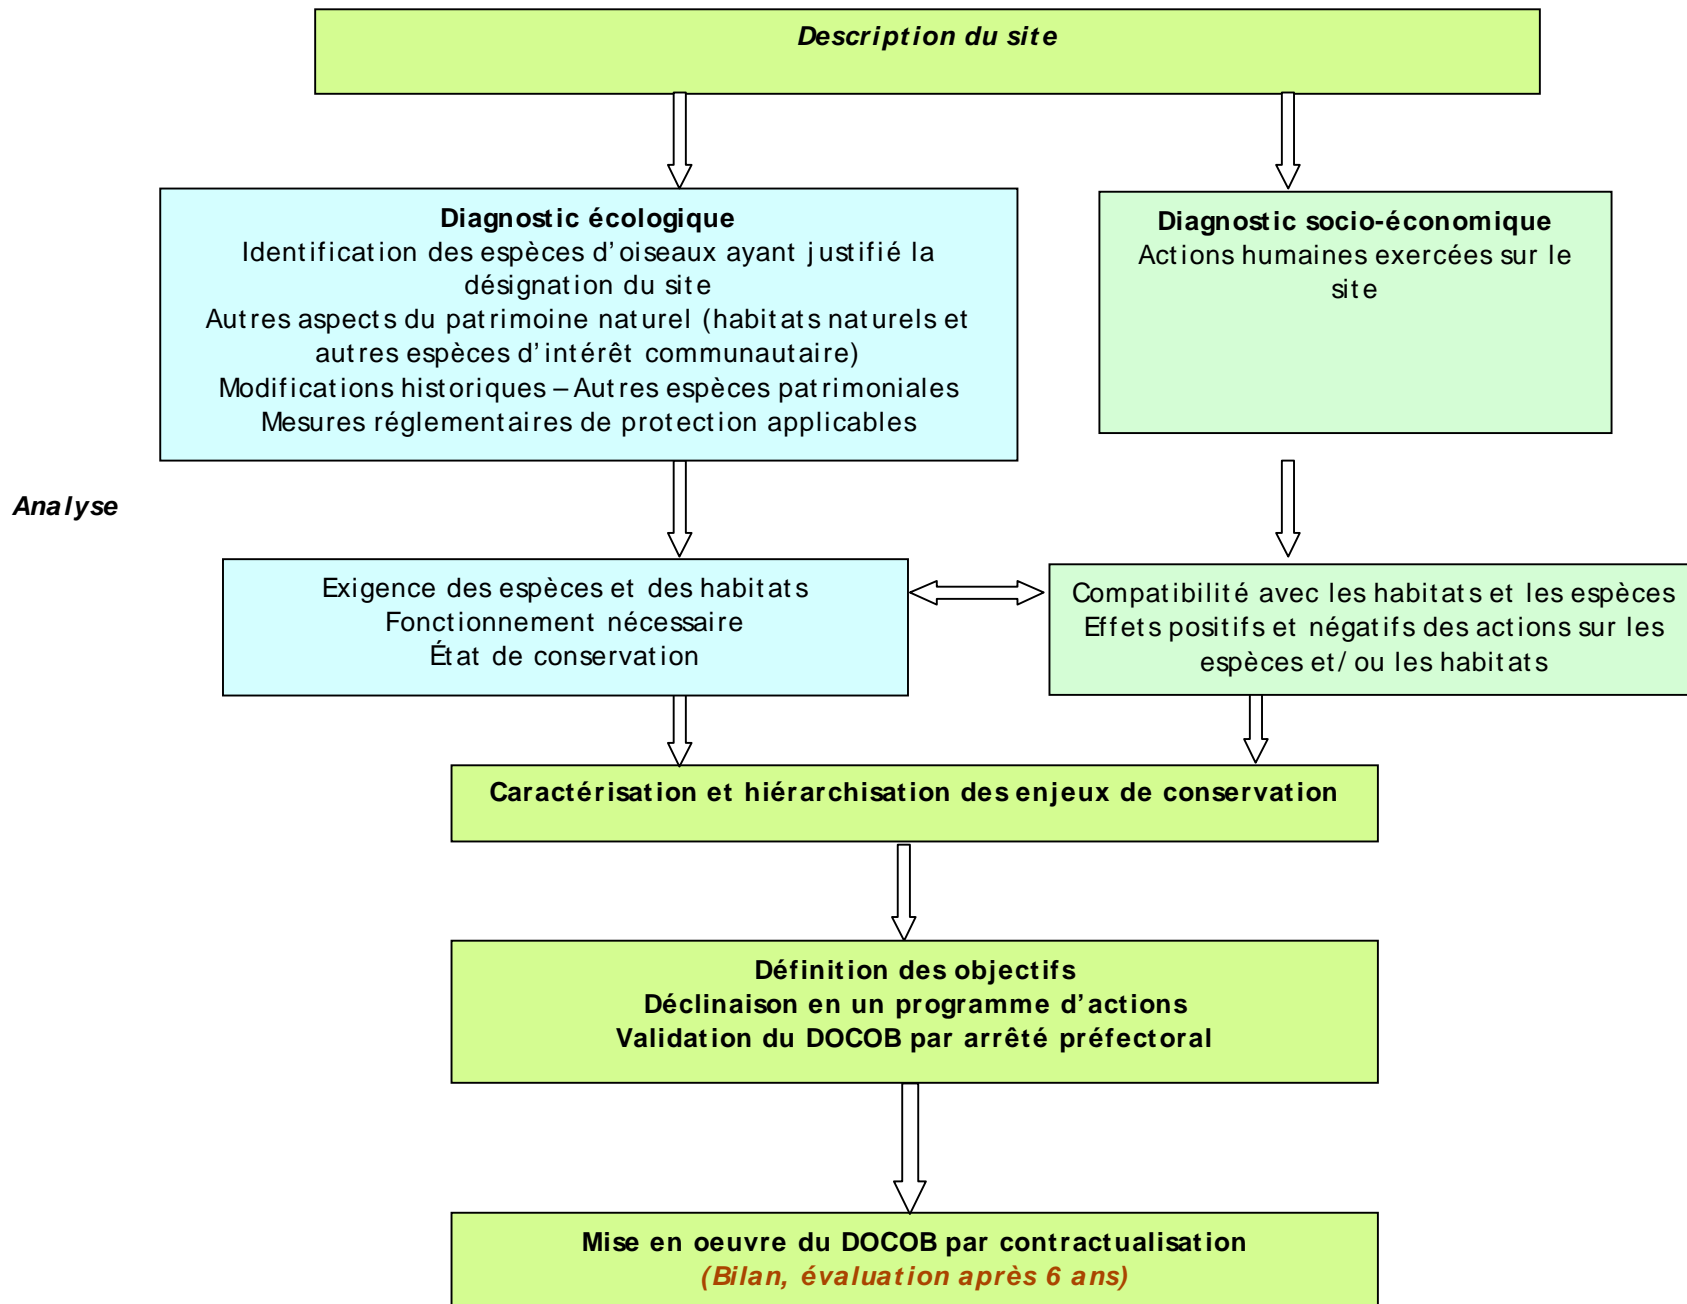 Description du site
Diagnostic écologique
Identification des espèces d’oiseaux ayant justifié la
désignation du site
Autres aspects du patrimoine naturel (habitats naturels et
autres espèces d’intérêt communautaire)
Modifications historiques – Autres espèces patrimoniales
Mesures réglementaires de protection applicables
Diagnostic socio-économique
Actions humaines exercées sur le
site
Analyse
Exigence des espèces et des habitats
Fonctionnement nécessaire
État de conservation
Compatibilité avec les habitats et les espèces
Effets positifs et négatifs des actions sur les
espèces et/ou les habitats
Caractérisation et hiérarchisation des enjeux de conservation
Définition des objectifs
Déclinaison en un programme d’actions
Validation du DOCOB par arrêté préfectoral
Mise en oeuvre du DOCOB par contractualisation
(Bilan, évaluation après 6 ans)